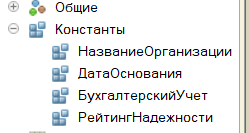 Общие
Константы
НазваниеОрганизации
ДатаОснования
БухгалтерскийУчет
РейтингНадежности